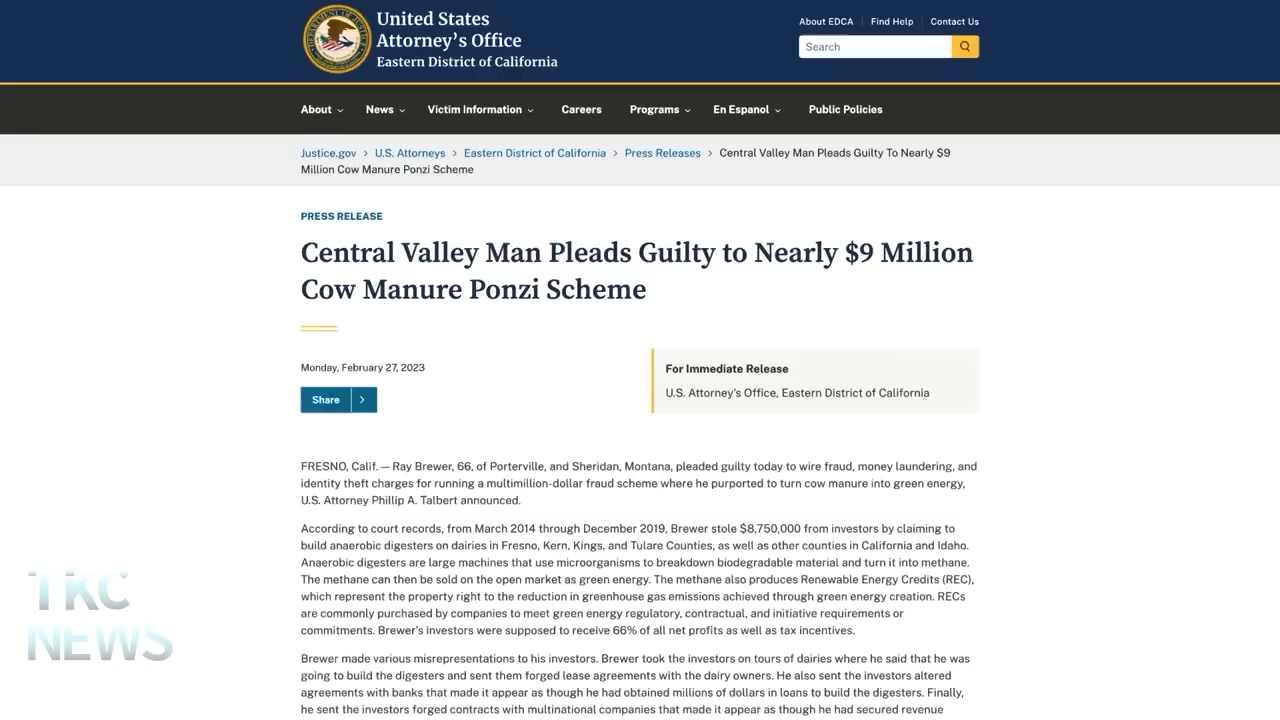 United States
Attorney's Office
Eastern District of California
About EDCA Find Help Contact Us
Search
About News Victim Information Careers Programs En Espanol Public Policies
Justice.gov > U.S. Attorneys > Eastern District of California > Press Releases > Central Valley Man Pleads Guilty To Nearly $9
Million Cow Manure Ponzi Scheme
PRESS RELEASE
Central Valley Man Pleads Guilty to Nearly $9 Million
Cow Manure Ponzi Scheme
Monday, February 27, 2023
Share >
For Immediate Release
U.S. Attorney's Office, Eastern District of California
FRESNO, Calif. — Ray Brewer, 66, of Porterville, and Sheridan, Montana, pleaded guilty today to wire fraud, money laundering, and
identity theft charges for running a multimillion-dollar fraud scheme where he purported to turn cow manure into green energy,
U.S. Attorney Phillip A. Talbert announced.
According to court records, from March 2014 through December 2019, Brewer stole $8,750,000 from investors by claiming to
build anaerobic digesters on dairies in Fresno, Kern, Kings, and Tulare Counties, as well as other counties in California and Idaho.
Anaerobic digesters are large machines that use microorganisms to breakdown biodegradable material and turn it into methane.
The methane can then be sold on the open market as green energy. The methane also produces Renewable Energy Credits (REC),
which represent the property right to the reduction in greenhouse gas emissions achieved through green energy creation. RECs
are commonly purchased by companies to meet green energy regulatory, contractual, and initiative requirements or
commitments. Brewer's investors were supposed to receive 66% of all net profits as well as tax incentives.
Brewer made various misrepresentations to his investors. Brewer took the investors on tours of dairies where he said that he was
going to build the digesters and sent them forged lease agreements with the dairy owners. He also sent the investors altered
agreements with banks that made it appear as though he had obtained millions of dollars in loans to build the digesters. Finally,
he sent the investors forged contracts with multinational companies that made it appear as though he had secured revenue
TKC
NEWS